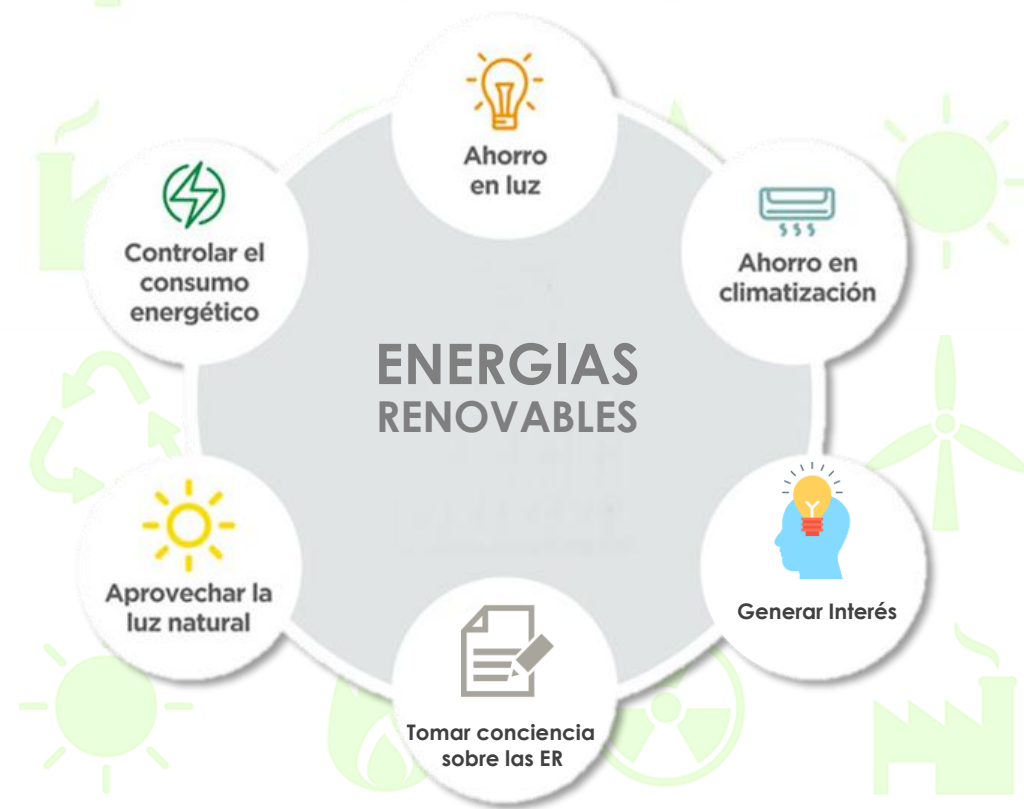 Ahorro
en luz
Controlar el
consumo
energético
Ahorro en
climatización
ENERGIAS
RENOVABLES
Aprovechar la
luz natural
Generar Interés
Tomar conciencia
sobre las ER